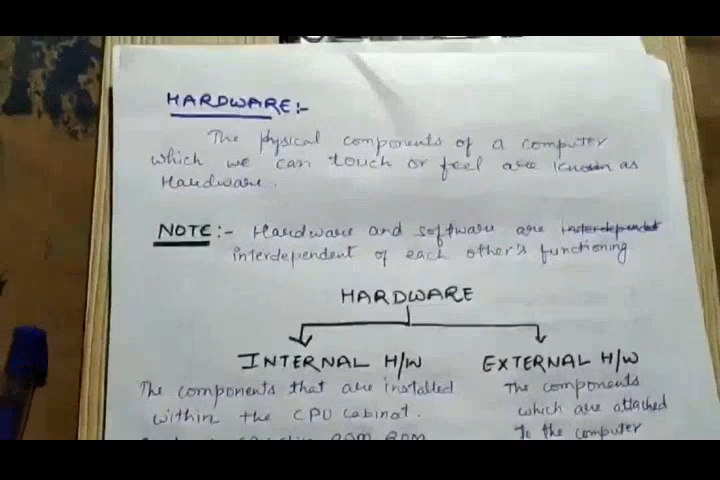 HARDWARE:-
The physical components of a computer
which we can touch or feel are known as
Hardware.
NOTE:- Hardware and software are interdependet
interdependent of each other's functioning
HARDWARE
INTERNAL H/W
EXTERNAL H/W
The components that are installed
within the CPU cabinat.
The components
which are attached
to the computer